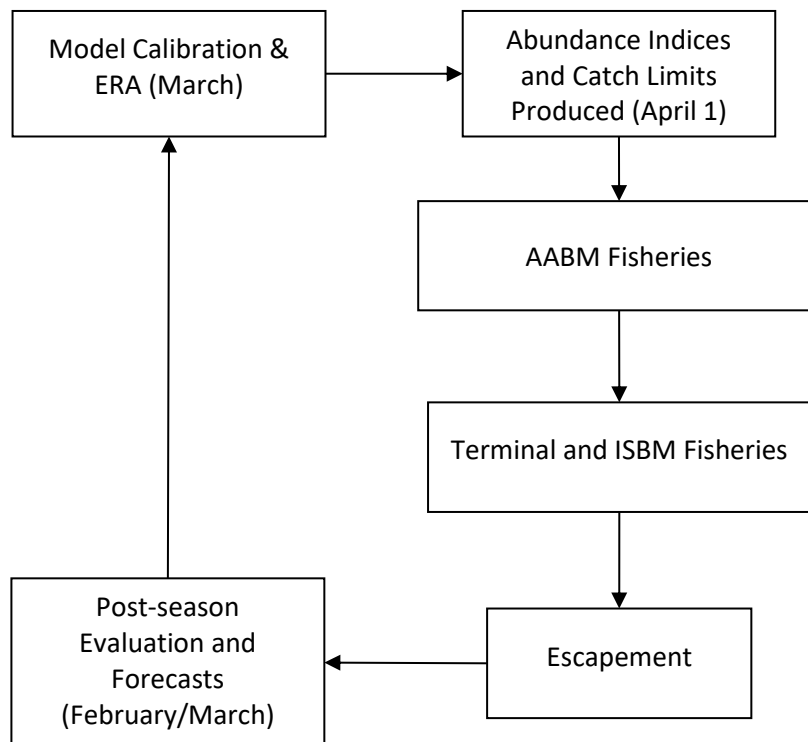 Model Calibration &
ERA (March)
Abundance Indices
and Catch Limits
Produced (April 1)
AABM Fisheries
Terminal and ISBM Fisheries
Escapement
Post-season
Evaluation and
Forecasts
(February/March)